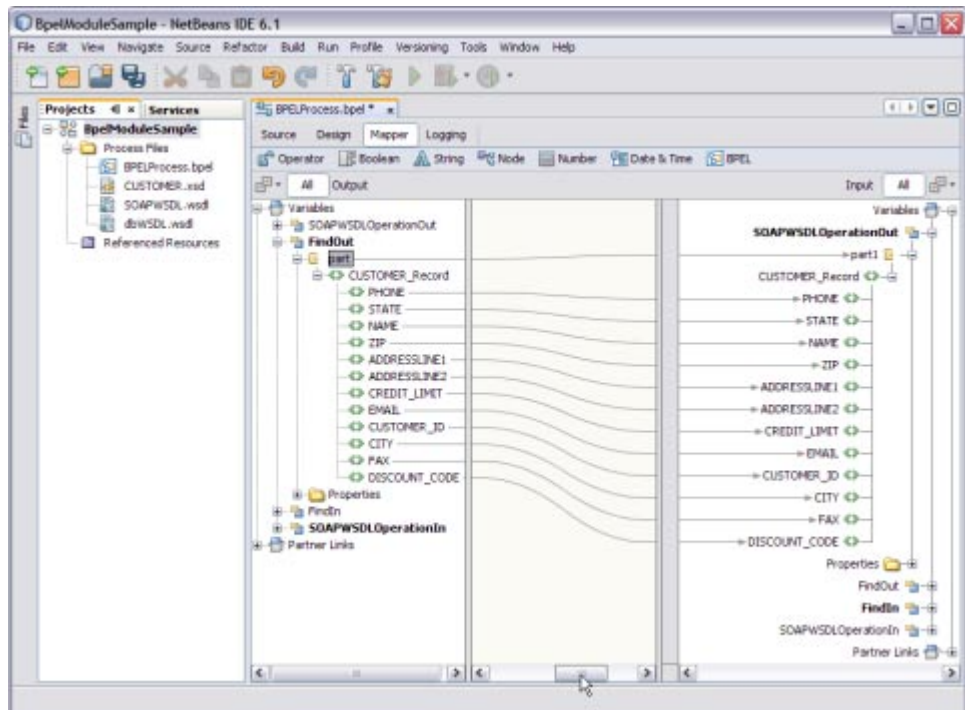 BpelModuleSample - NetBeans IDE 6.1
File Edit View Navigate Source Refactor Build Run Profile Versioning Tools Window Help
Files
Projects Services
BpelModuleSample
Process Files
BPELProcess.bpel
CUSTOMER.xsd
SOAPWSDL.wsdl
dbWSDL.wsdl
Referenced Resources
BPELProcess.bpel *
Source Design Mapper Logging
Operator Boolean String Node Number Date & Time BPEL
All Output
Input All
Variables
SOAPWSDLOperationOut
FindOut
part
CUSTOMER_Record
PHONE
STATE
NAME
ZIP
ADDRESSLINE1
ADDRESSLINE2
CREDIT_LIMIT
EMAIL
CUSTOMER_ID
CITY
FAX
DISCOUNT_CODE
Properties
FindIn
SOAPWSDLOperationIn
Partner Links
Variables
SOAPWSDLOperationOut
part1
CUSTOMER_Record
PHONE
STATE
NAME
ZIP
ADDRESSLINE1
ADDRESSLINE2
CREDIT_LIMIT
EMAIL
CUSTOMER_ID
CITY
FAX
DISCOUNT_CODE
Properties
FindOut
FindIn
SOAPWSDLOperationIn
Partner Links